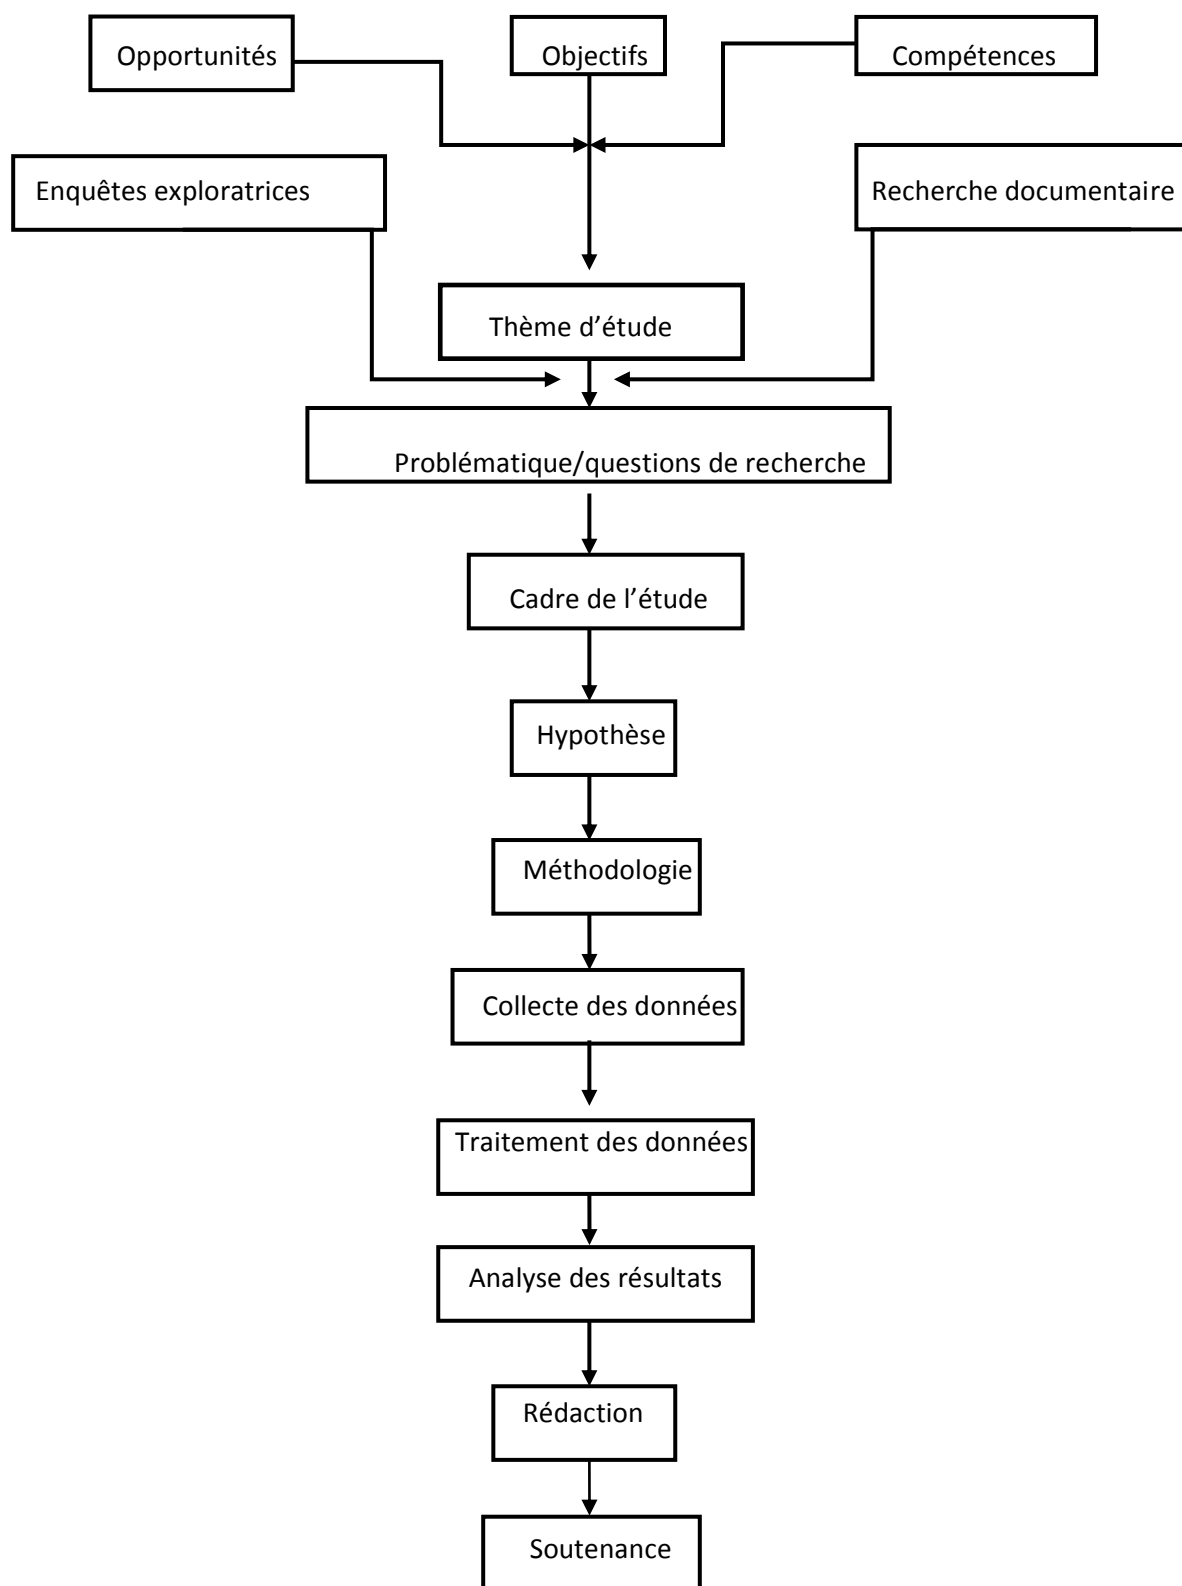 Opportunités
Objectifs
Compétences
Enquêtes exploratrices
Recherche documentaire
Thème d’étude
Problématique/questions de recherche
Cadre de l’étude
Hypothèse
Méthodologie
Collecte des données
Traitement des données
Analyse des résultats
Rédaction
Soutenance